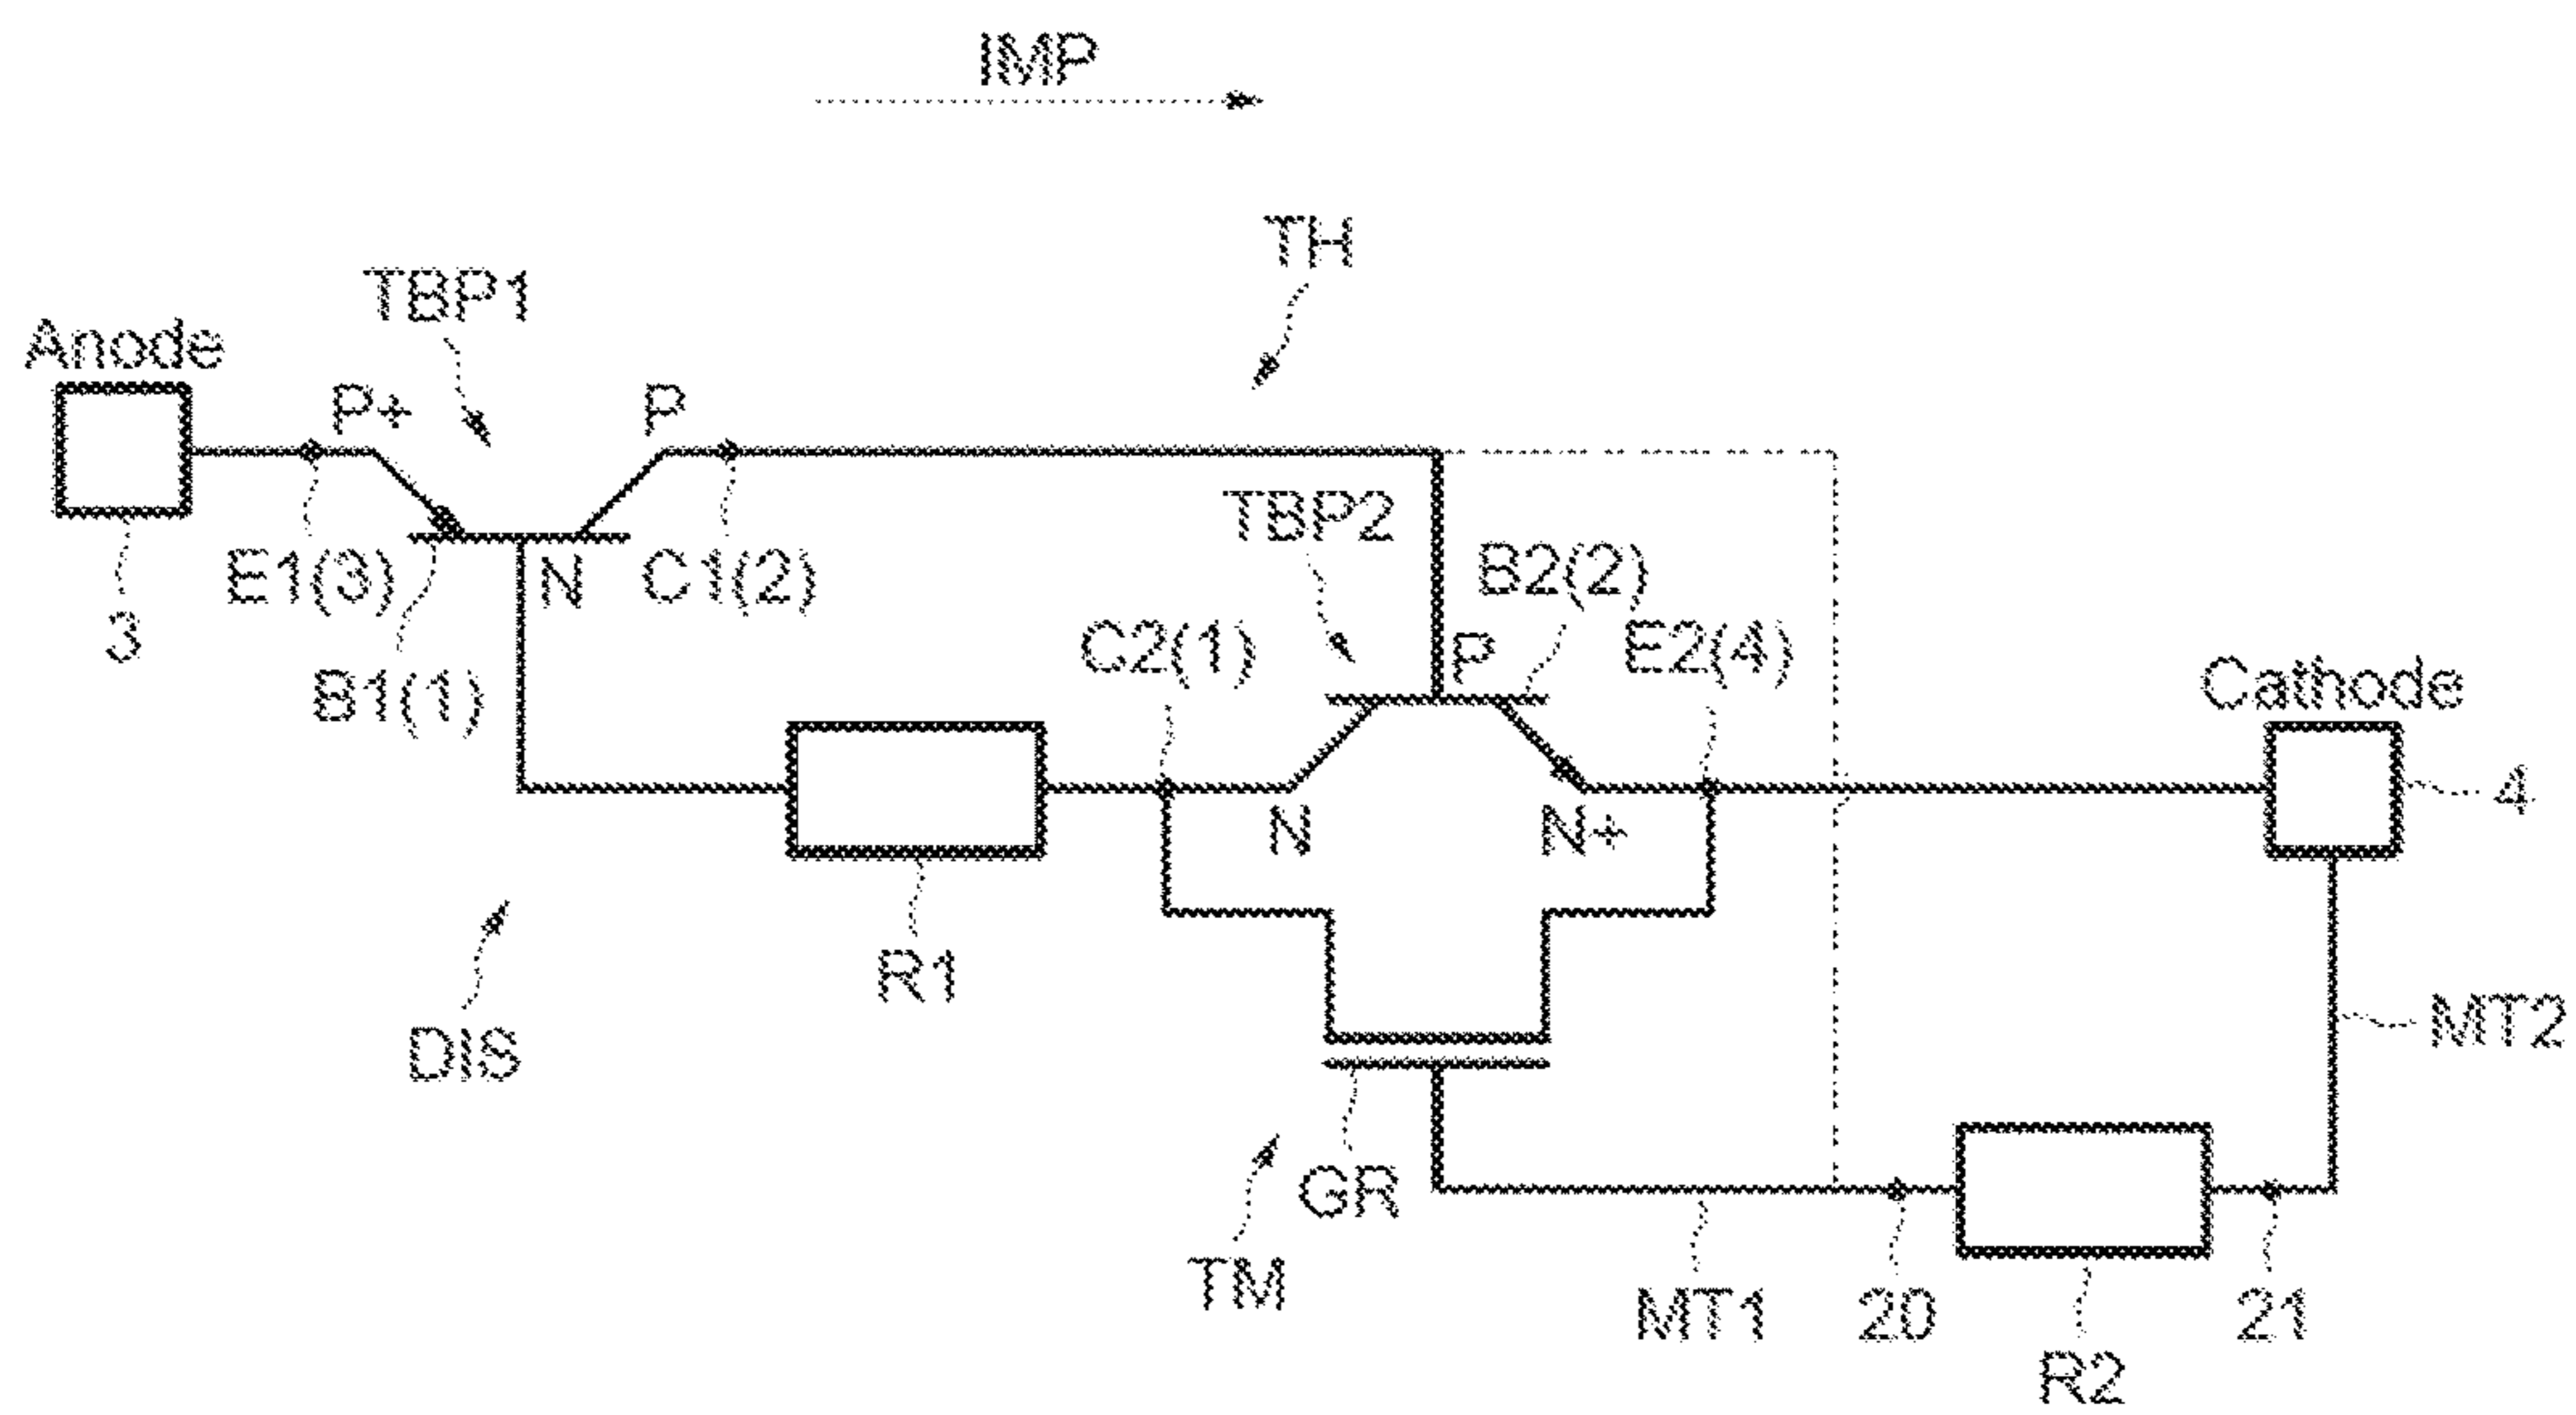 IMP
TH
TBP1
Anode
P+
P
TBP2
B2(2)
E1(3)
N
C1(2)
3
C2(1)
P
E2(4)
B1(1)
Cathode
4
N
N+
R1
DIS
MT2
GR
TM
MT1
20
21
R2